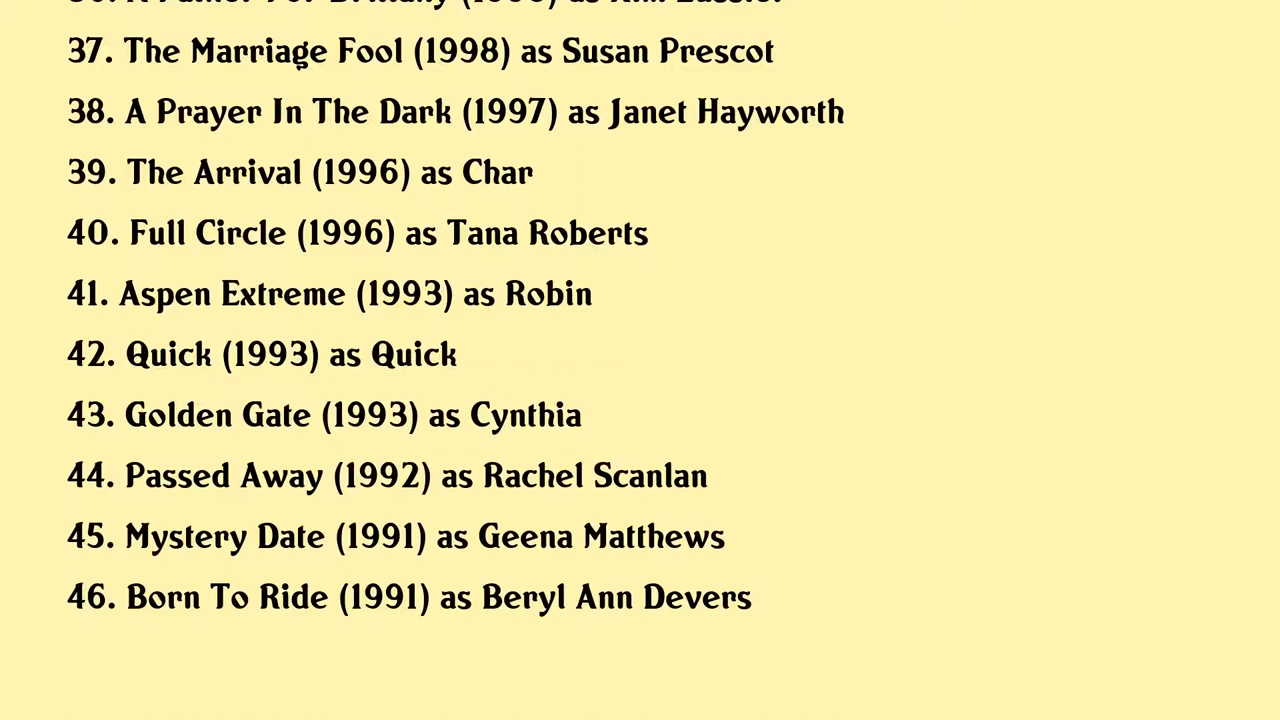 37. The Marriage Fool (1998) as Susan Prescot
38. A Prayer In The Dark (1997) as Janet Hayworth
39. The Arrival (1996) as Char
40. Full Circle (1996) as Tana Roberts
41. Aspen Extreme (1993) as Robin
42. Quick (1993) as Quick
43. Golden Gate (1993) as Cynthia
44. Passed Away (1992) as Rachel Scanlan
45. Mystery Date (1991) as Geena Matthews
46. Born To Ride (1991) as Beryl Ann Devers